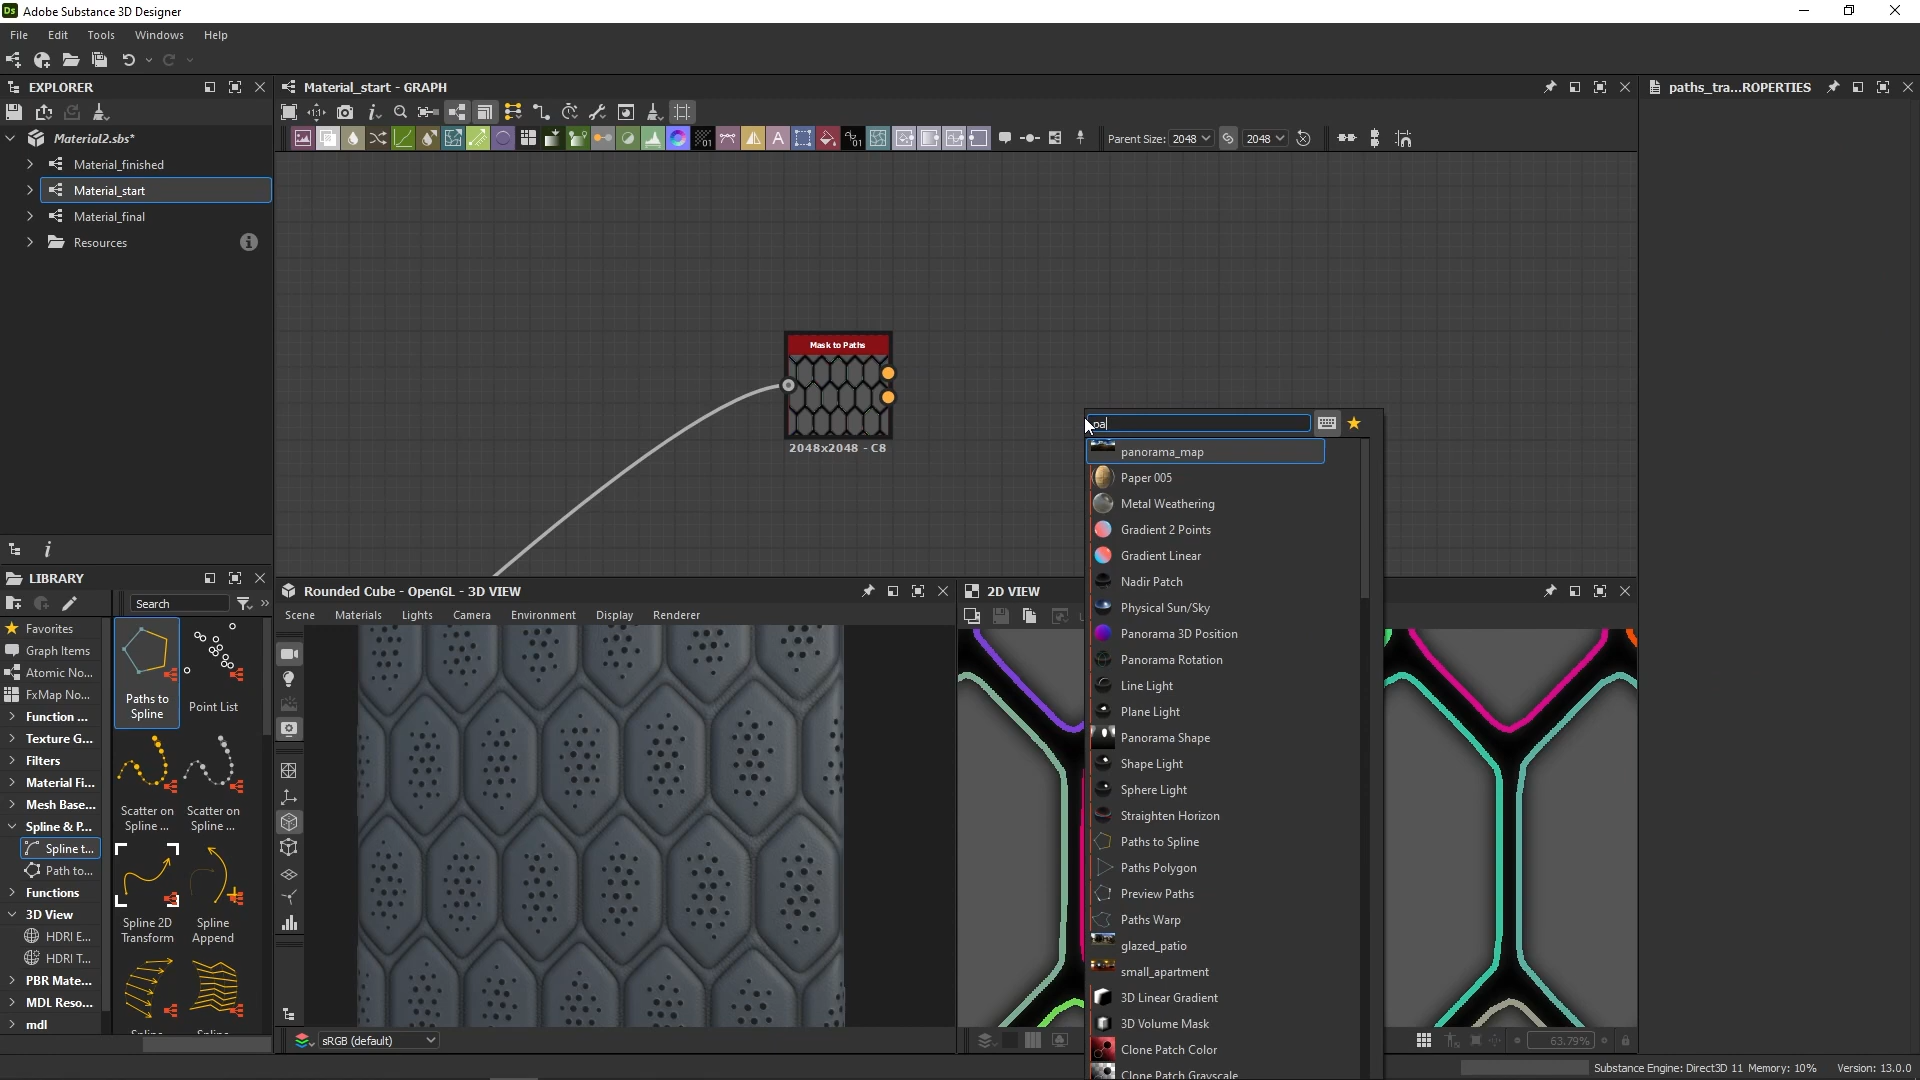 Ds Adobe Substance 3D Designer
File Edit Tools Windows Help
EXPLORER
Material2.sbs*
Material_finished
Material_start
Material_final
Resources
Material_start - GRAPH
Parent Size: 2048 2048
paths_tra...ROPERTIES
Mask to Paths
2048x2048 - C8
pa
panorama_map
Paper 005
Metal Weathering
Gradient 2 Points
Gradient Linear
Nadir Patch
Physical Sun/Sky
Panorama 3D Position
Panorama Rotation
Line Light
Plane Light
Panorama Shape
Shape Light
Sphere Light
Straighten Horizon
Paths to Spline
Paths Polygon
Preview Paths
Paths Warp
glazed_patio
small_apartment
3D Linear Gradient
3D Volume Mask
Clone Patch Color
Clone Patch Grayscale
LIBRARY
Search
Favorites
Graph Items
Atomic No...
FxMap No...
Function ...
Texture G...
Filters
Material Fi...
Mesh Base...
Spline & P...
Spline t...
Path to...
Functions
3D View
HDRI E...
HDRI T...
PBR Mate...
MDL Reso...
mdl
Paths to
Spline
Point List
Scatter on
Spline ...
Scatter on
Spline ...
Spline 2D
Transform
Spline
Append
Rounded Cube - OpenGL - 3D VIEW
Scene Materials Lights Camera Environment Display Renderer
sRGB (default)
2D VIEW
63.79%
Substance Engine: Direct3D 11 Memory: 10% Version: 13.0.0